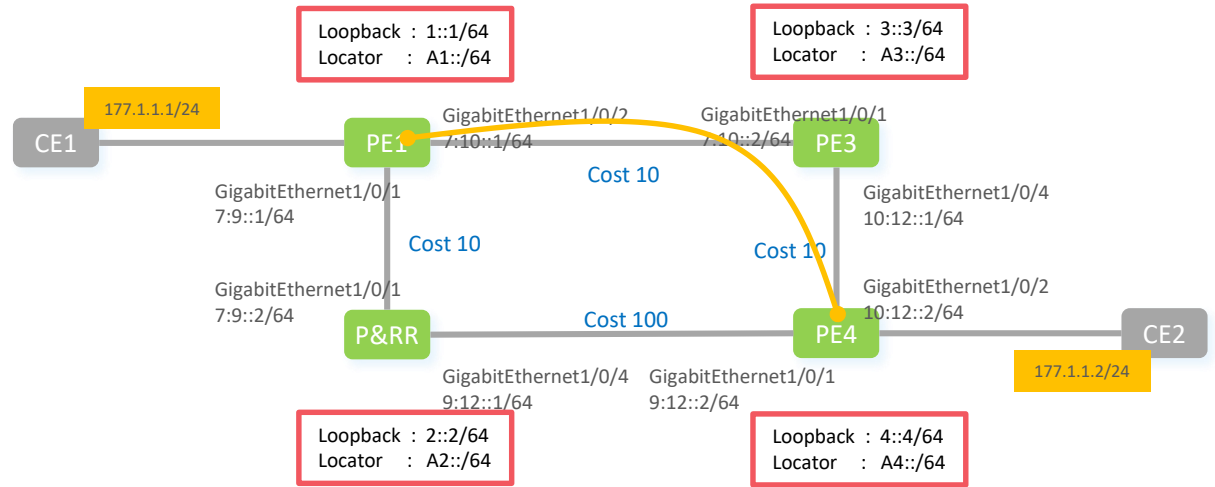 Loopback : 1::1/64
Locator : A1::/64
Loopback : 3::3/64
Locator : A3::/64
177.1.1.1/24
CE1
PE1
GigabitEthernet1/0/2
7:10::1/64
GigabitEthernet1/0/1
7:10::2/64
PE3
Cost 10
GigabitEthernet1/0/1
7:9::1/64
GigabitEthernet1/0/4
10:12::1/64
Cost 10
Cost 10
GigabitEthernet1/0/1
7:9::2/64
GigabitEthernet1/0/2
10:12::2/64
P&RR
Cost 100
PE4
CE2
177.1.1.2/24
GigabitEthernet1/0/4
9:12::1/64
GigabitEthernet1/0/1
9:12::2/64
Loopback : 2::2/64
Locator : A2::/64
Loopback : 4::4/64
Locator : A4::/64